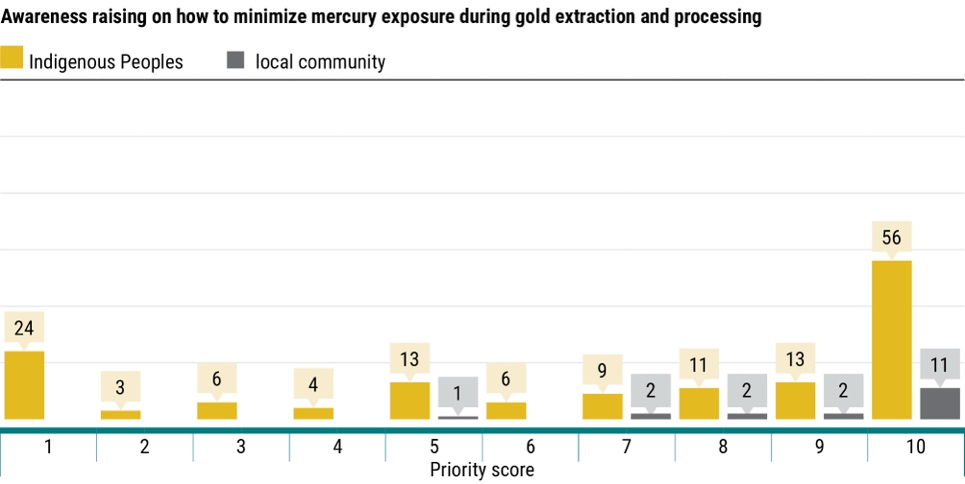 Awareness raising on how to minimize mercury exposure during gold extraction and processing
Indigenous Peoples local community
24 3 6 4 13 1 6 9 2 11 2 13 2 56 11
1 2 3 4 5 6 7 8 9 10
Priority score